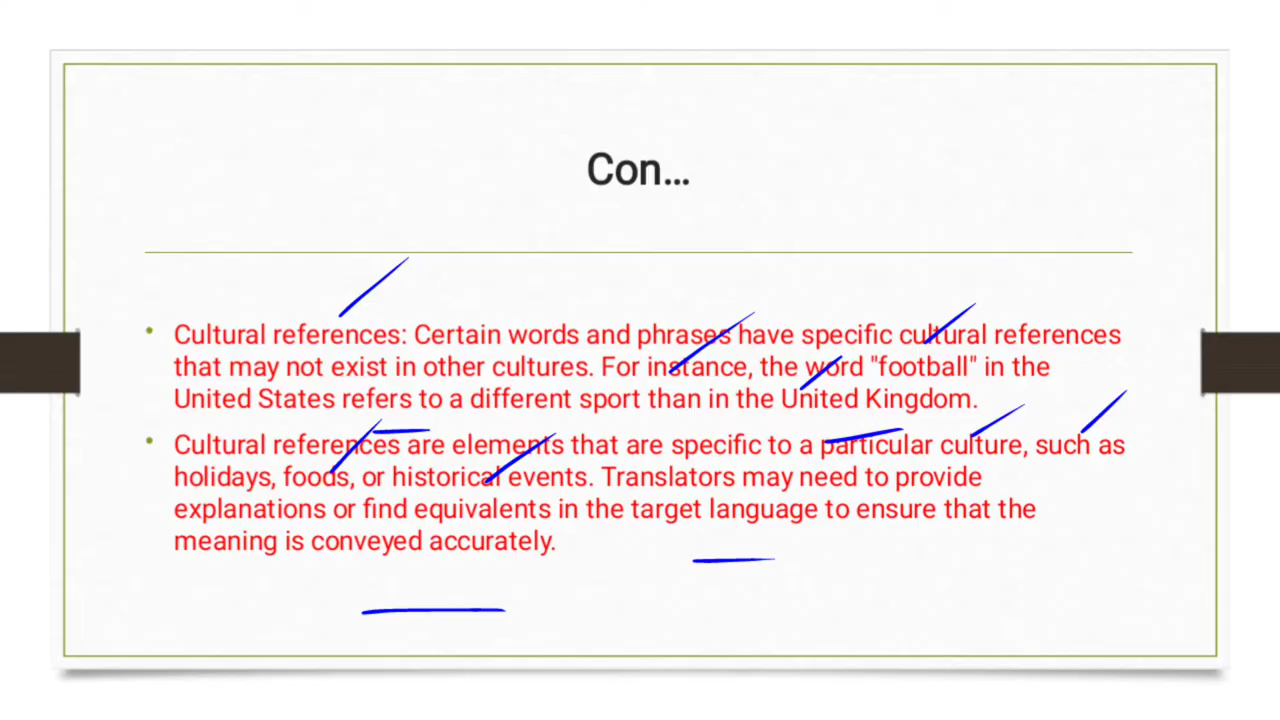 Con...
• Cultural references: Certain words and phrases have specific cultural references
that may not exist in other cultures. For instance, the word "football" in the
United States refers to a different sport than in the United Kingdom.
• Cultural references are elements that are specific to a particular culture, such as
holidays, foods, or historical events. Translators may need to provide
explanations or find equivalents in the target language to ensure that the
meaning is conveyed accurately.